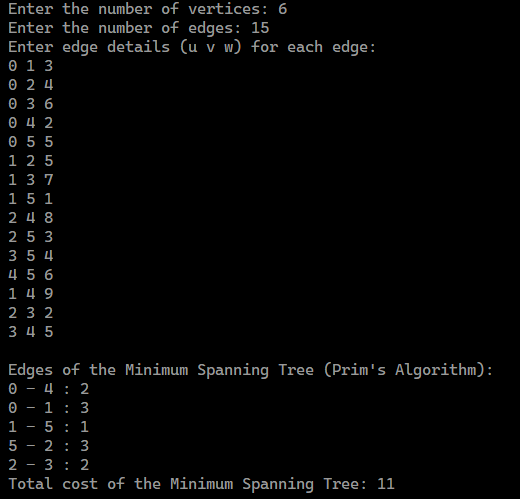 Enter the number of vertices: 6
Enter the number of edges: 15
Enter edge details (u v w) for each edge:
0 1 3
0 2 4
0 3 6
0 4 2
0 5 5
1 2 5
1 3 7
1 5 1
2 4 8
2 5 3
3 5 4
4 5 6
1 4 9
2 3 2
3 4 5
Edges of the Minimum Spanning Tree (Prim's Algorithm):
0 - 4 : 2
0 - 1 : 3
1 - 5 : 1
5 - 2 : 3
2 - 3 : 2
Total cost of the Minimum Spanning Tree: 11